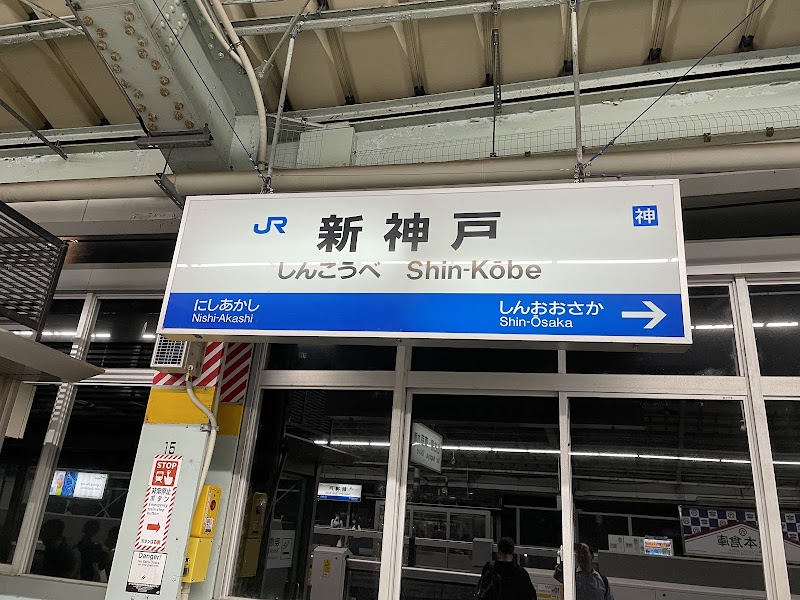 JR
新神戸
神
しんこうべ Shin-Kōbe
にしあかし
Nishi-Akashi
しんおおさか
Shin-Ōsaka
15
STOP
Danger!